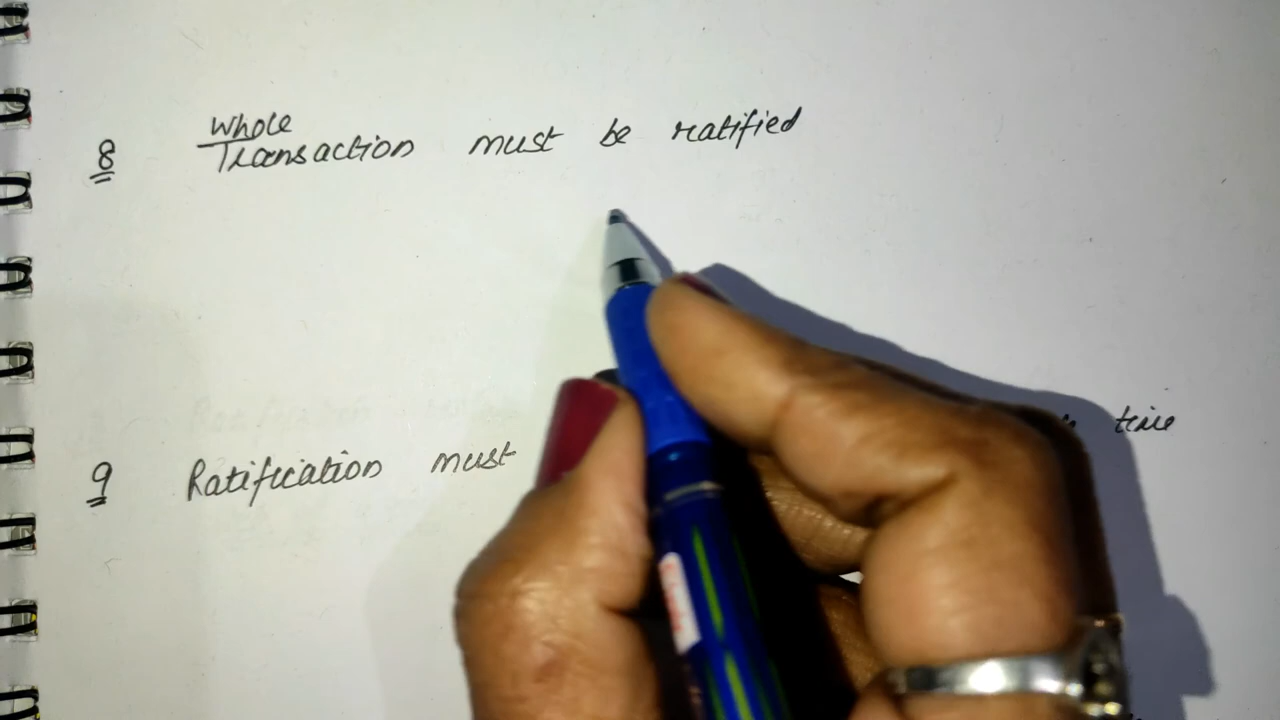 8 Whole
Transaction must be ratified
9 Ratification must time